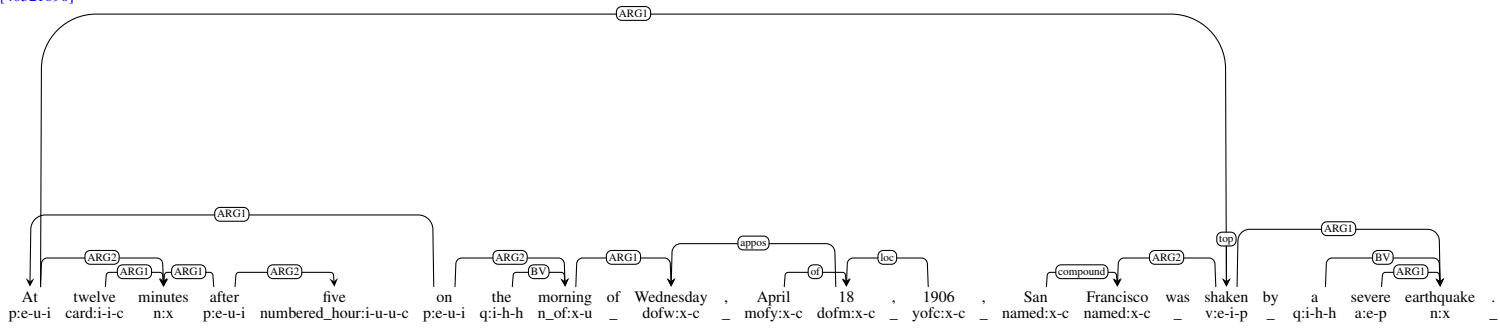 ARG1
ARG1
ARG1
appos
top
ARG2 ARG2 ARG1 ARG2 BV
ARG1 ARG1 ARG2 BV of loc compound ARG1
At twelve minutes after five on the morning of Wednesday , April 18 , 1906 , San Francisco was shaken by a severe earthquake .
p:e-u-i card:i-i-c n:x p:e-u-i numbered_hour:i-u-u-c p:e-u-i q:i-h-h n_of:x-u _ dofw:x-c _ mofy:x-c dofm:x-c _ yofc:x-c _ named:x-c named:x-c _ v:e-i-p _ q:i-h-h a:e-p n:x _